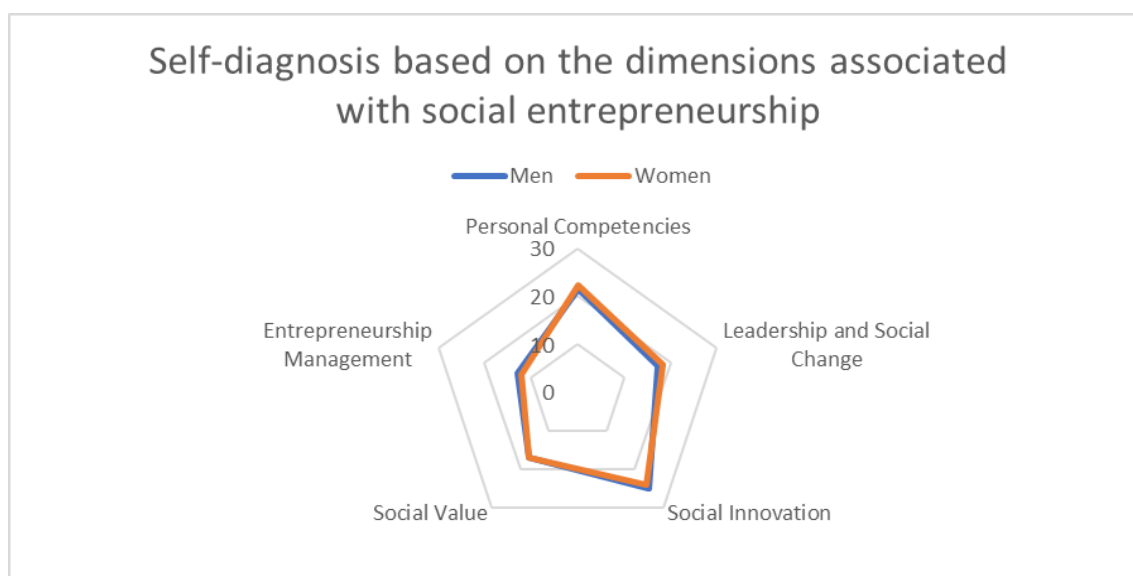 Self-diagnosis based on the dimensions associated
with social entrepreneurship
Men Women
Personal Competencies
30
20
10
0
Entrepreneurship
Management
Leadership and Social
Change
Social Value
Social Innovation